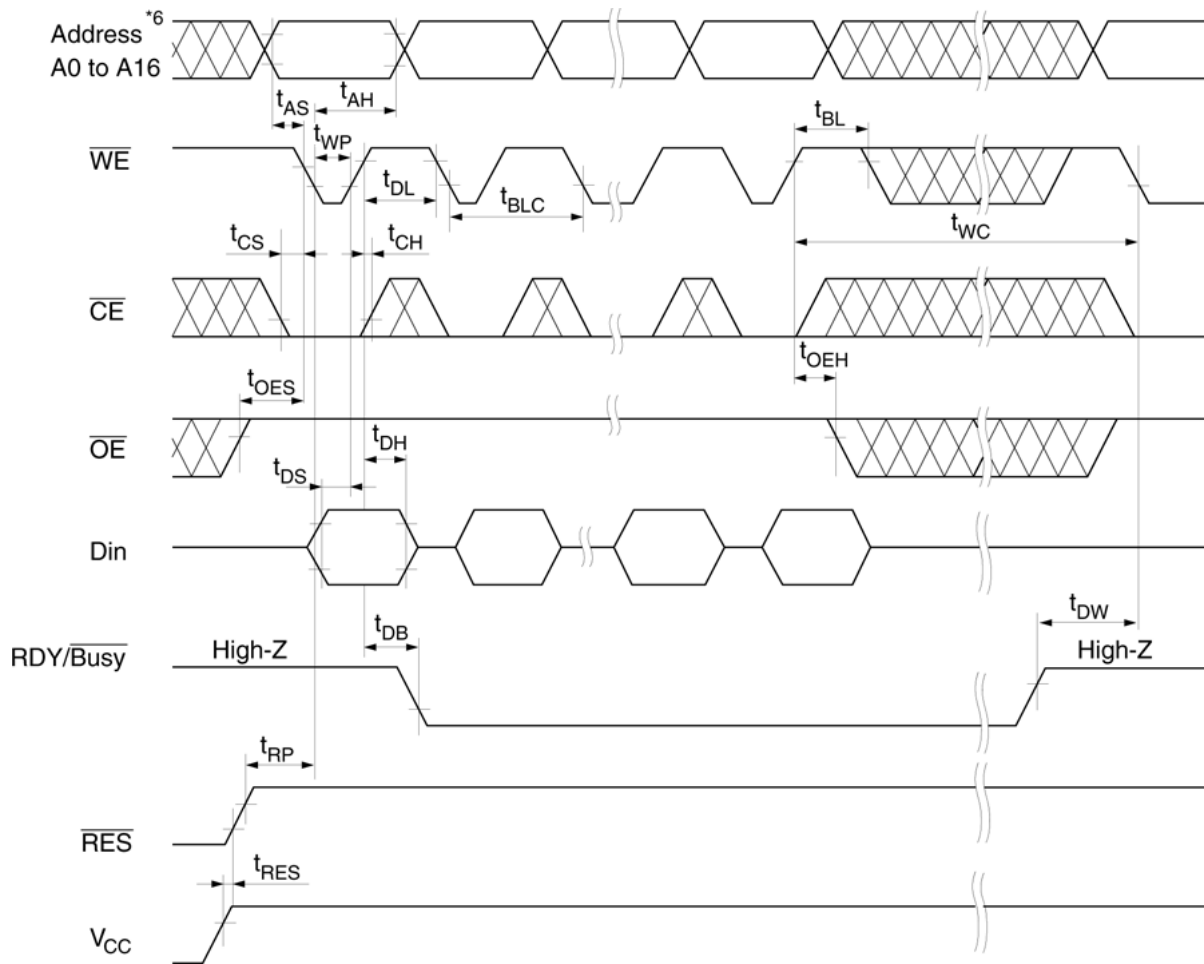 Address *6
A0 to A16
tAS
tAH
tWP
tBL
WE
tDL
tBLC
tWC
tCS
tCH
CE
tOEH
tOES
OE
tDH
tDS
Din
tDB
tDW
RDY/Busy
High-Z
High-Z
tRP
RES
tRES
VCC